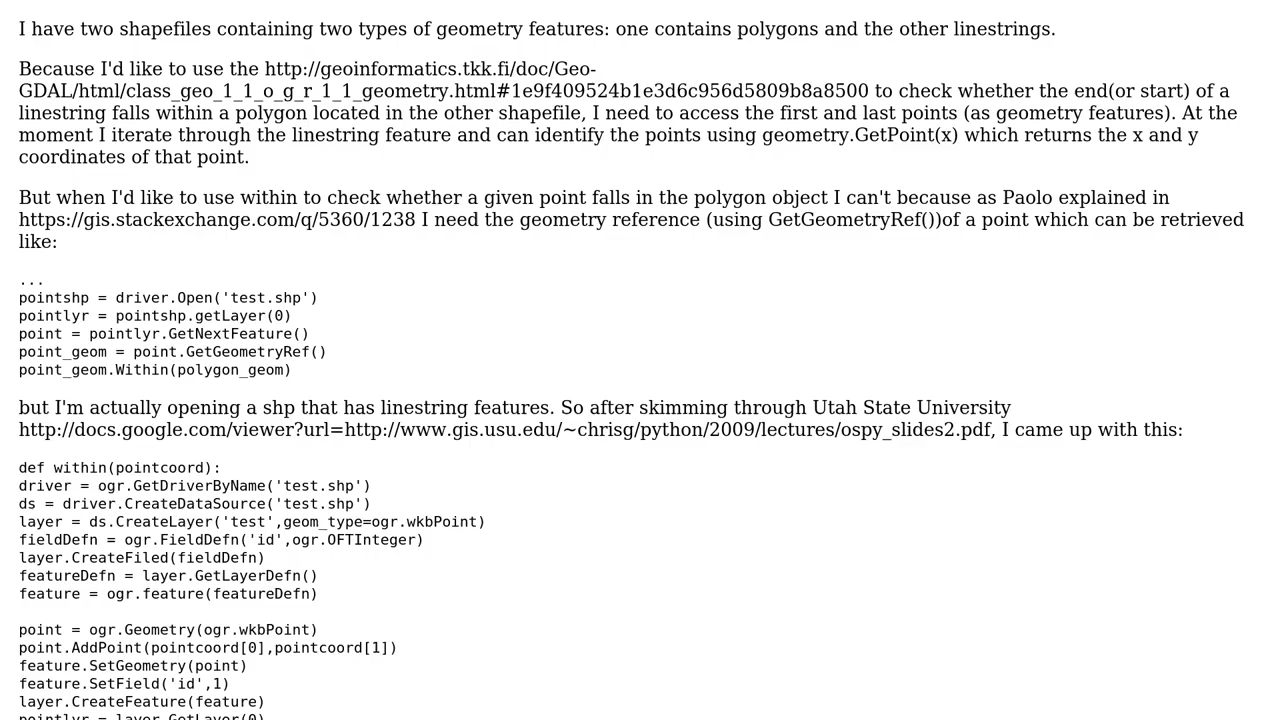 I have two shapefiles containing two types of geometry features: one contains polygons and the other linestrings.
Because I'd like to use the http://geoinformatics.tkk.fi/doc/Geo-
GDAL/html/class_geo_1_1_o_g_r_1_1_geometry.html#1e9f409524b1e3d6c956d5809b8a8500 to check whether the end(or start) of a
linestring falls within a polygon located in the other shapefile, I need to access the first and last points (as geometry features). At the
moment I iterate through the linestring feature and can identify the points using geometry.GetPoint(x) which returns the x and y
coordinates of that point.
But when I'd like to use within to check whether a given point falls in the polygon object I can't because as Paolo explained in
https://gis.stackexchange.com/q/5360/1238 I need the geometry reference (using GetGeometryRef())of a point which can be retrieved
like:
...
pointshp = driver.Open('test.shp')
pointlyr = pointshp.getLayer(0)
point = pointlyr.GetNextFeature()
point_geom = point.GetGeometryRef()
point_geom.Within(polygon_geom)
but I'm actually opening a shp that has linestring features. So after skimming through Utah State University
http://docs.google.com/viewer?url=http://www.gis.usu.edu/~chrisg/python/2009/lectures/ospy_slides2.pdf, I came up with this:
def within(pointcoord):
driver = ogr.GetDriverByName('test.shp')
ds = driver.CreateDataSource('test.shp')
layer = ds.CreateLayer('test',geom_type=ogr.wkbPoint)
fieldDefn = ogr.FieldDefn('id',ogr.OFTInteger)
layer.CreateFiled(fieldDefn)
featureDefn = layer.GetLayerDefn()
feature = ogr.feature(featureDefn)
point = ogr.Geometry(ogr.wkbPoint)
point.AddPoint(pointcoord[0],pointcoord[1])
feature.SetGeometry(point)
feature.SetField('id',1)
layer.CreateFeature(feature)
pointlyr = layer.GetLayer(0)